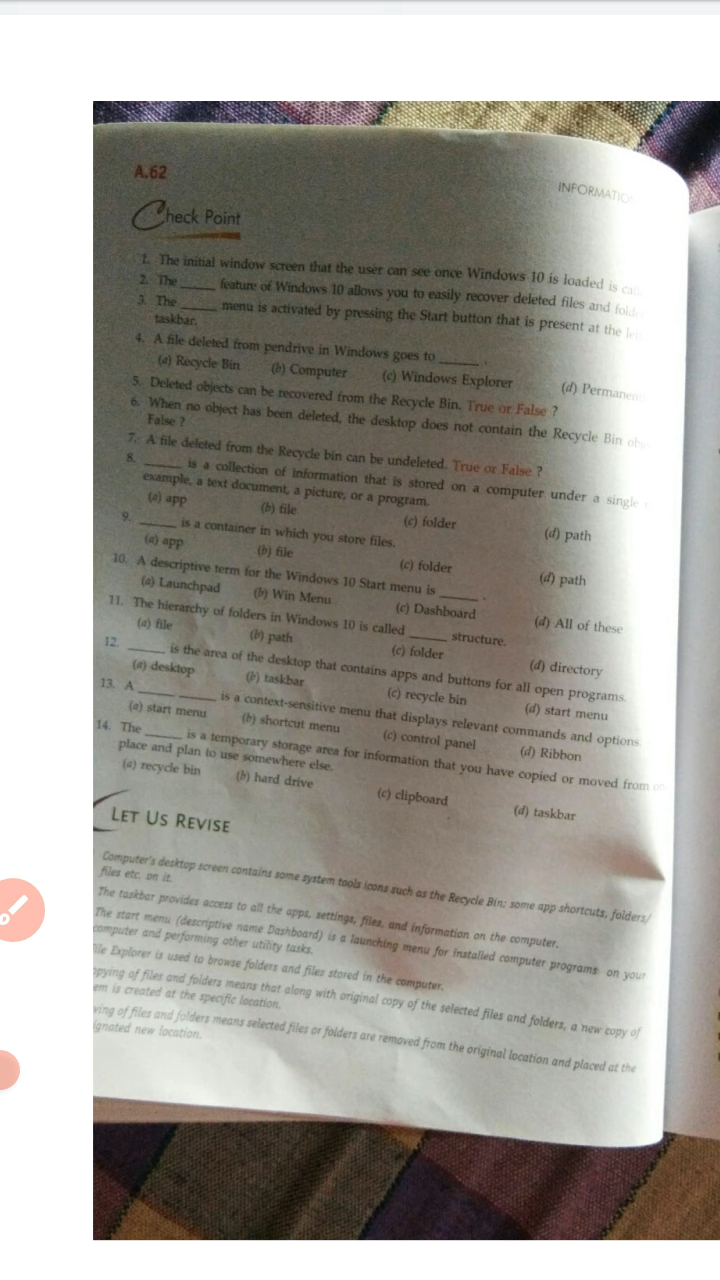 A.62
INFORMATIO
Check Point
1. The initial window screen that the user can see once Windows 10 is loaded is
2. The _____ feature of Windows 10 allows you to easily recover deleted files and
3. The _____ menu is activated by pressing the Start button that is present at the
taskbar.
4. A file deleted from pendrive in Windows goes to _____ .
(a) Recycle Bin (b) Computer (c) Windows Explorer (d)
5. Deleted objects can be recovered from the Recycle Bin. True or False ?
6. When no object has been deleted, the desktop does not contain the Recycle Bin
False ?
7. A file deleted from the Recycle bin can be undeleted. True or False ?
8. _____ is a collection of information that is stored on a computer under a single
example, a text document, a picture, or a program.
(a) app (b) file (c) folder (d) path
9. _____ is a container in which you store files.
(a) app (b) file (c) folder (d) path
10. A descriptive term for the Windows 10 Start menu is _____ .
(a) Launchpad (b) Win Menu (c) Dashboard (d) All of these
11. The hierarchy of folders in Windows 10 is called _____ structure.
(a) file (b) path (c) folder (d) directory
12. _____ is the area of the desktop that contains apps and buttons for all open programs.
(a) desktop (b) taskbar (c) recycle bin (d) start menu
13. A _____ _____ is a context-sensitive menu that displays relevant commands and options.
(a) start menu (b) shortcut menu (c) control panel (d) Ribbon
14. The _____ is a temporary storage area for information that you have copied or moved from
place and plan to use somewhere else.
(a) recycle bin (b) hard drive (c) clipboard (d) taskbar
LET US REVISE
Computer's desktop screen contains some system tools icons such as the Recycle Bin; some app shortcuts, folders/
files etc. on it.
The taskbar provides access to all the apps, settings, files, and information on the computer.
The start menu (descriptive name Dashboard) is a launching menu for installed computer programs on your
computer and performing other utility tasks.
File Explorer is used to browse folders and files stored in the computer.
opying of files and folders means that along with original copy of the selected files and folders, a new copy of
em is created at the specific location.
ving of files and folders means selected files or folders are removed from the original location and placed at the
ignated new location.